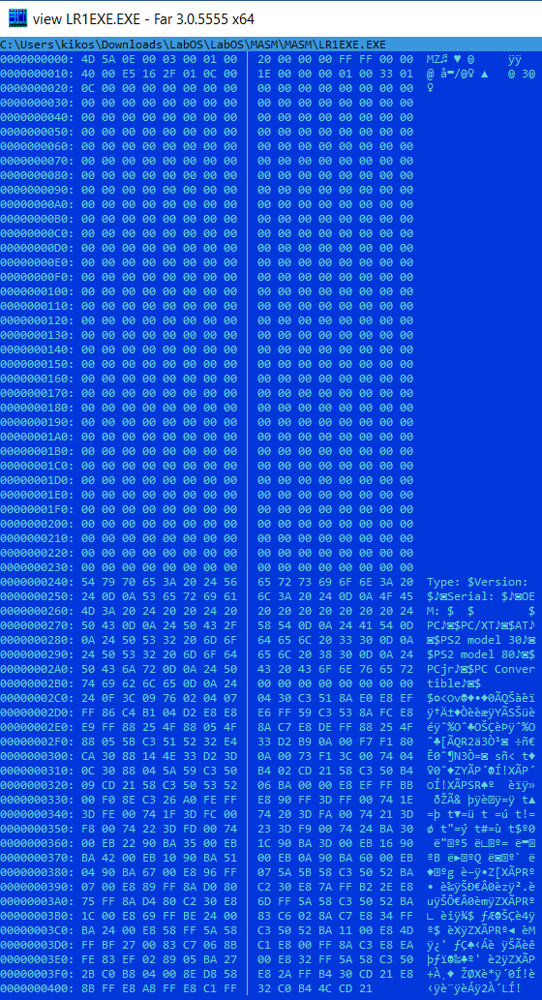 view LR1EXE.EXE - Far 3.0.5555 x64
C:\Users\kikos\Downloads\LabOS\LabOS\MASM\MASM\LR1EXE.EXE
0000000000: 4D 5A 0E 00 03 00 01 00 20 00 00 00 FF FF 00 00 MZ♬ ♥ @ ÿÿ
0000000010: 40 00 E5 16 2F 01 0C 00 1E 00 00 00 01 00 33 01 @ å▬/@♀ ▲ @ 3@
0000000020: 0C 00 00 00 00 00 00 00 00 00 00 00 00 00 00 00 ♀
0000000030: 00 00 00 00 00 00 00 00 00 00 00 00 00 00 00 00
0000000040: 00 00 00 00 00 00 00 00 00 00 00 00 00 00 00 00
0000000050: 00 00 00 00 00 00 00 00 00 00 00 00 00 00 00 00
0000000060: 00 00 00 00 00 00 00 00 00 00 00 00 00 00 00 00
0000000070: 00 00 00 00 00 00 00 00 00 00 00 00 00 00 00 00
0000000080: 00 00 00 00 00 00 00 00 00 00 00 00 00 00 00 00
0000000090: 00 00 00 00 00 00 00 00 00 00 00 00 00 00 00 00
00000000A0: 00 00 00 00 00 00 00 00 00 00 00 00 00 00 00 00
00000000B0: 00 00 00 00 00 00 00 00 00 00 00 00 00 00 00 00
00000000C0: 00 00 00 00 00 00 00 00 00 00 00 00 00 00 00 00
00000000D0: 00 00 00 00 00 00 00 00 00 00 00 00 00 00 00 00
00000000E0: 00 00 00 00 00 00 00 00 00 00 00 00 00 00 00 00
00000000F0: 00 00 00 00 00 00 00 00 00 00 00 00 00 00 00 00
0000000100: 00 00 00 00 00 00 00 00 00 00 00 00 00 00 00 00
0000000110: 00 00 00 00 00 00 00 00 00 00 00 00 00 00 00 00
0000000120: 00 00 00 00 00 00 00 00 00 00 00 00 00 00 00 00
0000000130: 00 00 00 00 00 00 00 00 00 00 00 00 00 00 00 00
0000000140: 00 00 00 00 00 00 00 00 00 00 00 00 00 00 00 00
0000000150: 00 00 00 00 00 00 00 00 00 00 00 00 00 00 00 00
0000000160: 00 00 00 00 00 00 00 00 00 00 00 00 00 00 00 00
0000000170: 00 00 00 00 00 00 00 00 00 00 00 00 00 00 00 00
0000000180: 00 00 00 00 00 00 00 00 00 00 00 00 00 00 00 00
0000000190: 00 00 00 00 00 00 00 00 00 00 00 00 00 00 00 00
00000001A0: 00 00 00 00 00 00 00 00 00 00 00 00 00 00 00 00
00000001B0: 00 00 00 00 00 00 00 00 00 00 00 00 00 00 00 00
00000001C0: 00 00 00 00 00 00 00 00 00 00 00 00 00 00 00 00
00000001D0: 00 00 00 00 00 00 00 00 00 00 00 00 00 00 00 00
00000001E0: 00 00 00 00 00 00 00 00 00 00 00 00 00 00 00 00
00000001F0: 00 00 00 00 00 00 00 00 00 00 00 00 00 00 00 00
0000000200: 00 00 00 00 00 00 00 00 00 00 00 00 00 00 00 00
0000000210: 00 00 00 00 00 00 00 00 00 00 00 00 00 00 00 00
0000000220: 00 00 00 00 00 00 00 00 00 00 00 00 00 00 00 00
0000000230: 00 00 00 00 00 00 00 00 00 00 00 00 00 00 00 00
0000000240: 54 79 70 65 3A 20 24 56 65 72 73 69 6F 6E 3A 20 Type: $Version:
0000000250: 24 0D 0A 53 65 72 69 61 6C 3A 20 24 0D 0A 4F 45 $♪◙Serial: $♪◙OE
0000000260: 4D 3A 20 24 20 20 24 20 20 20 20 20 20 20 20 24 M: $ $ $
0000000270: 50 43 0D 0A 24 50 43 2F 58 54 0D 0A 24 41 54 0D PC♪◙$PC/XT♪◙$AT♪
0000000280: 0A 24 50 53 32 20 6D 6F 64 65 6C 20 33 30 0D 0A ◙$PS2 model 30♪◙
0000000290: 24 50 53 32 20 6D 6F 64 65 6C 20 38 30 0D 0A 24 $PS2 model 80♪◙$
00000002A0: 50 43 6A 72 0D 0A 24 50 43 20 43 6F 6E 76 65 72 PCjr♪◙$PC Conver
00000002B0: 74 69 62 6C 65 0D 0A 24 tible♪◙$
00000002C0: 24 0F 3C 09 76 02 04 07 04 30 C3 51 8A E0 E8 EF
00000002D0: FF 86 C4 B1 04 D2 E8 E8 E6 FF 59 C3 53 8A FC E8
00000002E0: E9 FF 88 25 4F 88 05 4F 8A C7 E8 DE FF 88 25 4F
00000002F0: 88 05 5B C3 51 52 32 E4 33 D2 B9 0A 00 F7 F1 80
0000000300: CA 30 88 14 4E 33 D2 3D 0A 00 73 F1 3C 00 74 04
0000000310: 0C 30 88 04 5A 59 C3 50 B4 02 CD 21 58 C3 50 B4
0000000320: 09 CD 21 58 C3 50 53 52 06 BA 00 00 E8 EF FF BB
0000000330: 00 F0 8E C3 26 A0 FE FF E8 90 FF 3D FF 00 74 1E
0000000340: 3D FE 00 74 1F 3D FC 00 74 20 3D FA 00 74 21 3D
0000000350: F8 00 74 22 3D FD 00 74 23 3D F9 00 74 24 BA 30
0000000360: 00 EB 22 90 BA 35 00 EB 1C 90 BA 3D 00 EB 16 90
0000000370: BA 42 00 EB 10 90 BA 51 00 EB 0A 90 BA 60 00 EB
0000000380: 04 90 BA 67 00 E8 96 FF 07 5A 5B 58 C3 50 52 BA
0000000390: 07 00 E8 89 FF 8A D0 80 C2 30 E8 7A FF B2 2E E8
00000003A0: 75 FF 8A D4 80 C2 30 E8 6D FF 5A 58 C3 50 52 BA
00000003B0: 1C 00 E8 69 FF BE 24 00 83 C6 02 8A C7 E8 34 FF
00000003C0: BA 24 00 E8 58 FF 5A 58 C3 50 52 BA 11 00 E8 4D
00000003D0: FF BF 27 00 83 C7 06 8B C1 E8 00 FF 8A C3 E8 EA
00000003E0: FE 83 EF 02 89 05 BA 27 00 E8 32 FF 5A 58 C3 50
00000003F0: 2B C0 B8 04 00 8E D8 58 E8 2A FF B4 30 CD 21 E8
0000000400: 8B FF E8 A8 FF E8 C1 FF 32 C0 B4 4C CD 21